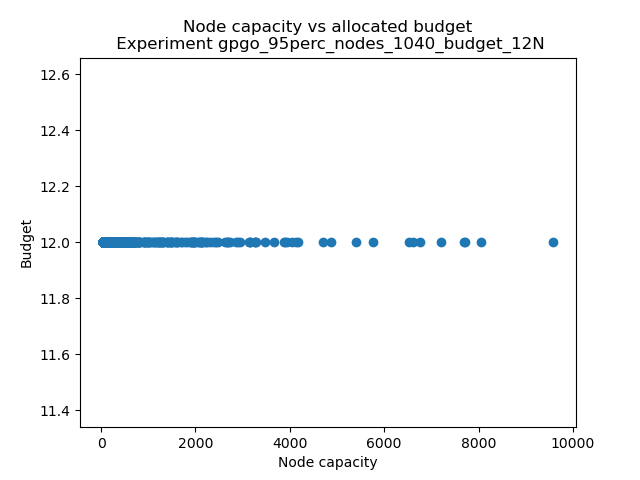 Node capacity vs allocated budget
Experiment gpgo_95perc_nodes_1040_budget_12N
12.6
12.4
12.2
12.0
11.8
11.6
11.4
Budget
0 2000 4000 6000 8000 10000
Node capacity